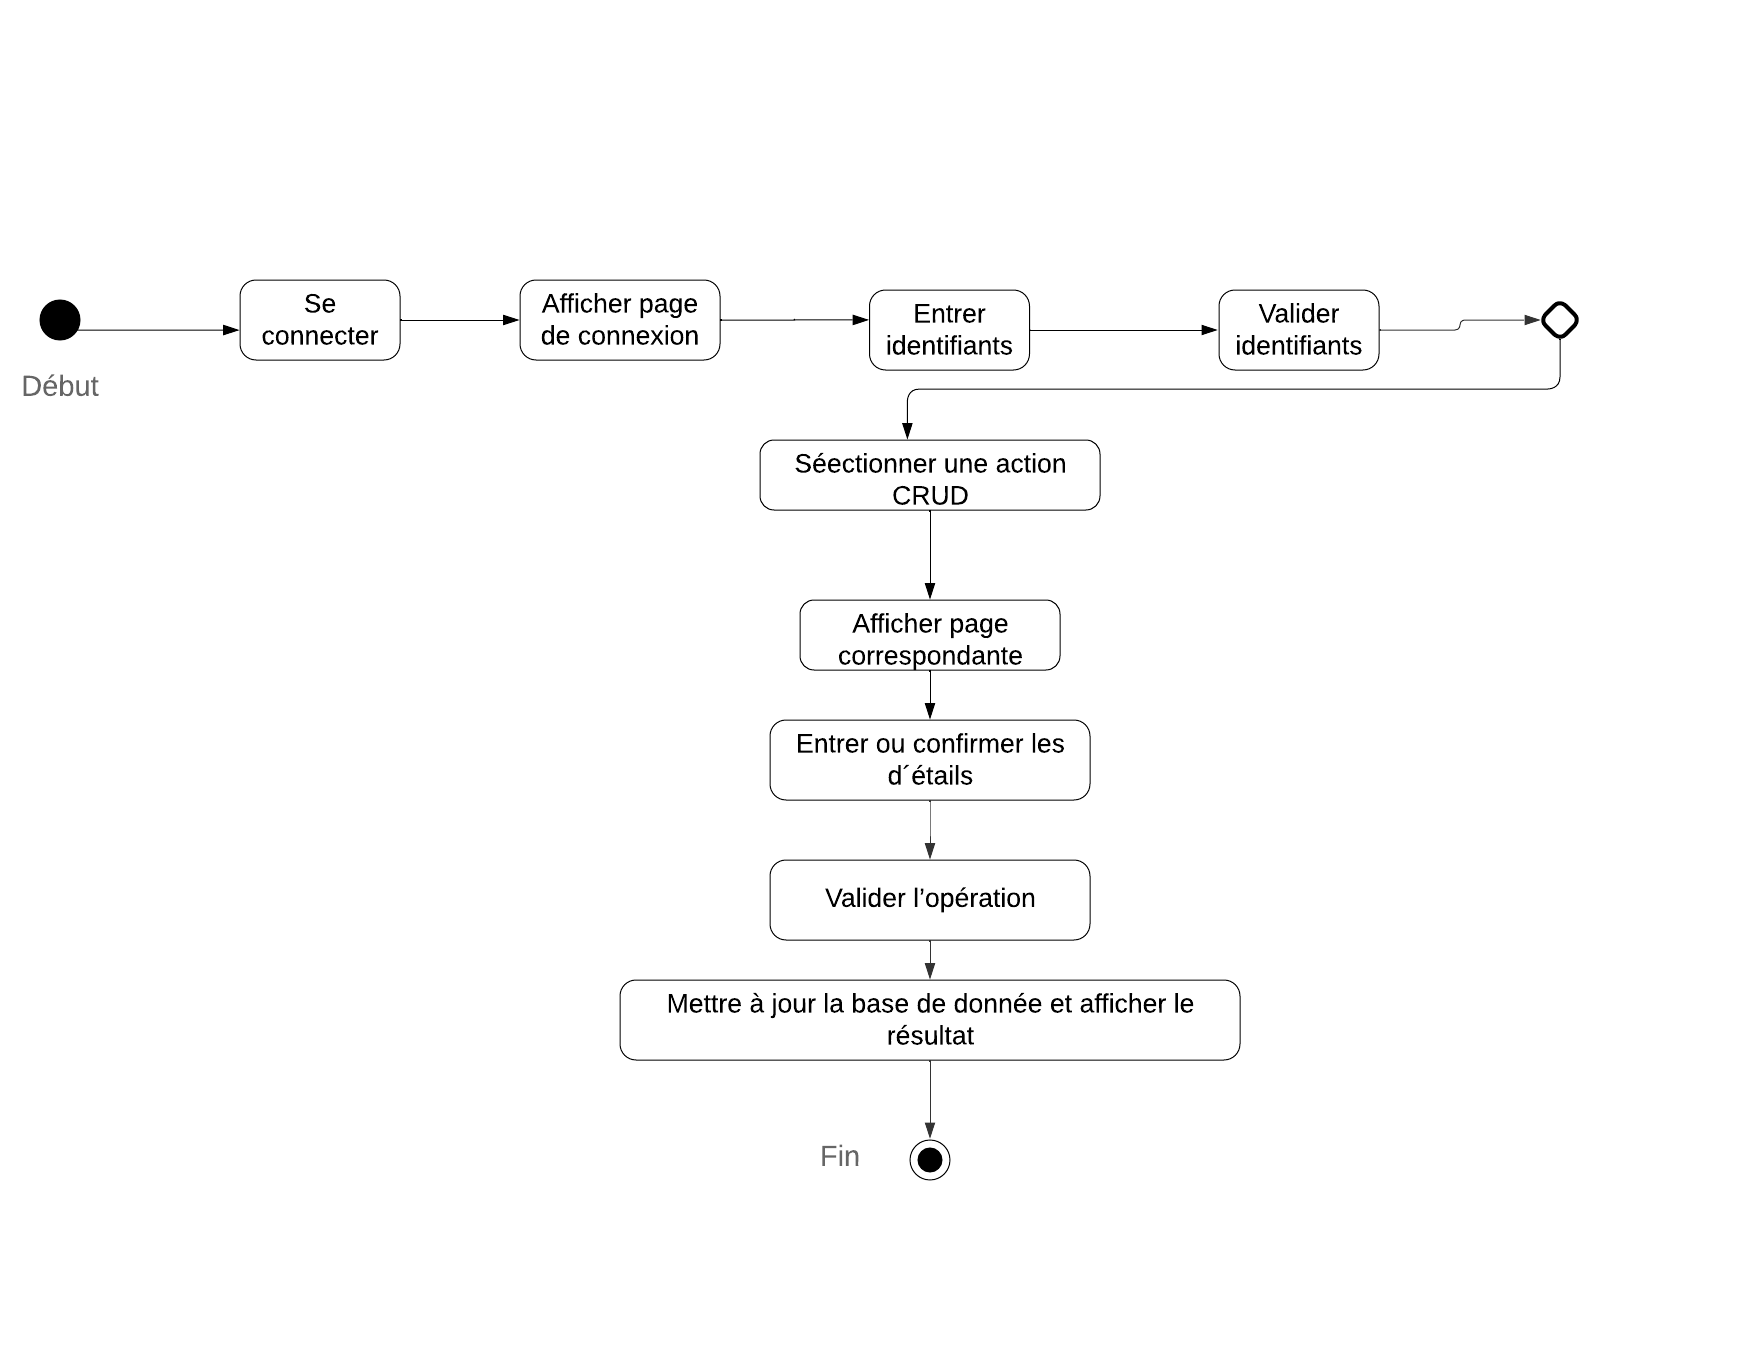 Se
connecter
Afficher page
de connexion
Entrer
identifiants
Valider
identifiants
Début
Séectionner une action
CRUD
Afficher page
correspondante
Entrer ou confirmer les
d´étails
Valider l’opération
Mettre à jour la base de donnée et afficher le
résultat
Fin